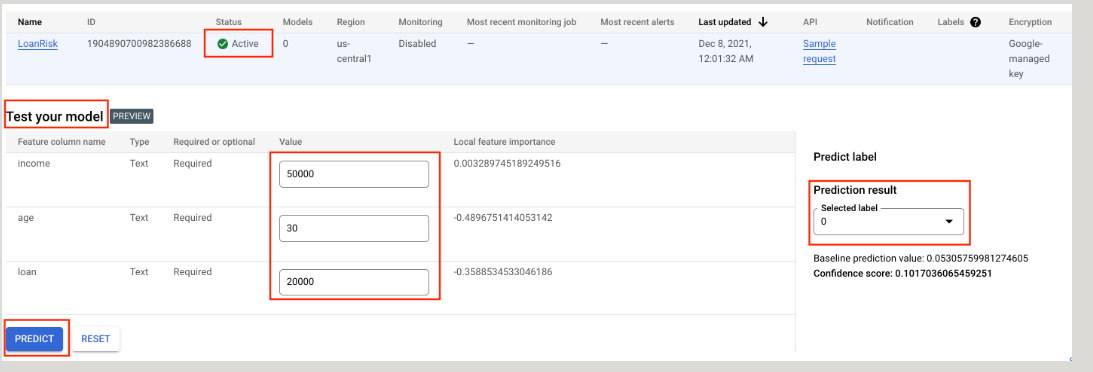 Name ID Status Models Region Monitoring Most recent monitoring job Most recent alerts Last updated API Notification Labels Encryption
LoanRisk 1904890700982386688 Active 0 us- Disabled — — Dec 8, 2021, Sample Google-
central1 12:01:32 AM request managed
key
Test your model PREVIEW
Feature column name Type Required or optional Value Local feature importance
Predict label
income Text Required 50000 0.003289745189249516
Prediction result
Selected label
age Text Required 30 -0.4896751414053142
0
Baseline prediction value: 0.05305759981274605
loan Text Required 20000 -0.3588534533046186
Confidence score: 0.1017036065459251
PREDICT RESET